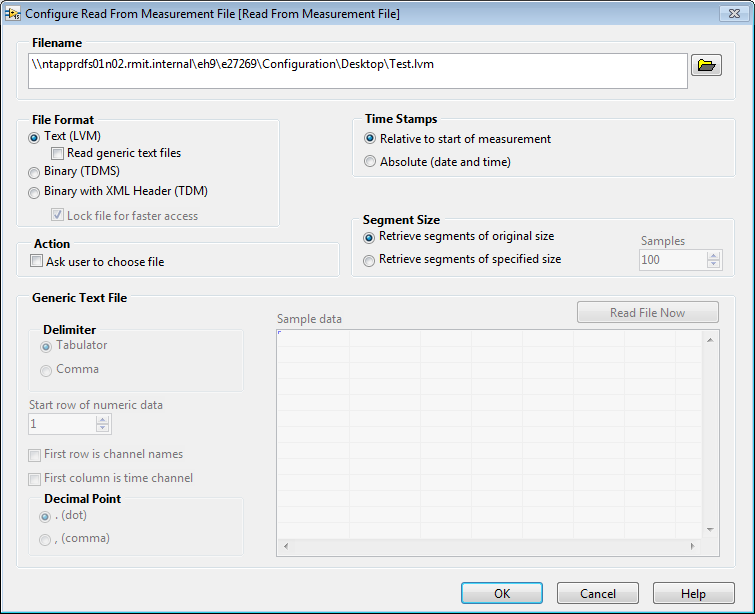 Configure Read From Measurement File [Read From Measurement File]
Filename
\\ntapprdfs01n02.rmit.internal\eh9\e27269\Configuration\Desktop\Test.lvm
File Format
Text (LVM)
Read generic text files
Binary (TDMS)
Binary with XML Header (TDM)
Lock file for faster access
Time Stamps
Relative to start of measurement
Absolute (date and time)
Action
Ask user to choose file
Segment Size
Retrieve segments of original size
Retrieve segments of specified size
Samples
100
Generic Text File
Delimiter
Tabulator
Comma
Start row of numeric data
1
First row is channel names
First column is time channel
Decimal Point
. (dot)
, (comma)
Sample data
Read File Now
OK
Cancel
Help